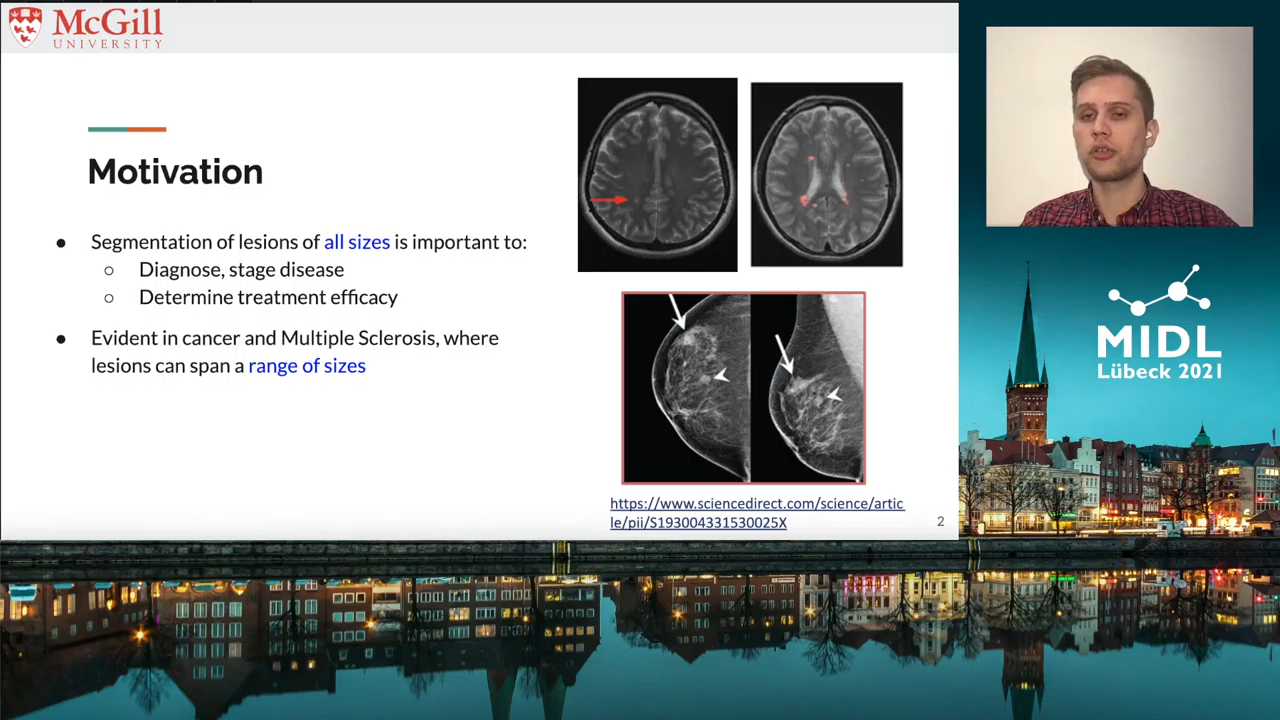 McGill
UNIVERSITY
Motivation
● Segmentation of lesions of all sizes is important to:
○ Diagnose, stage disease
○ Determine treatment efficacy
● Evident in cancer and Multiple Sclerosis, where
lesions can span a range of sizes
https://www.sciencedirect.com/science/artic
le/pii/S193004331530025X
2
MIDL
Lübeck 2021